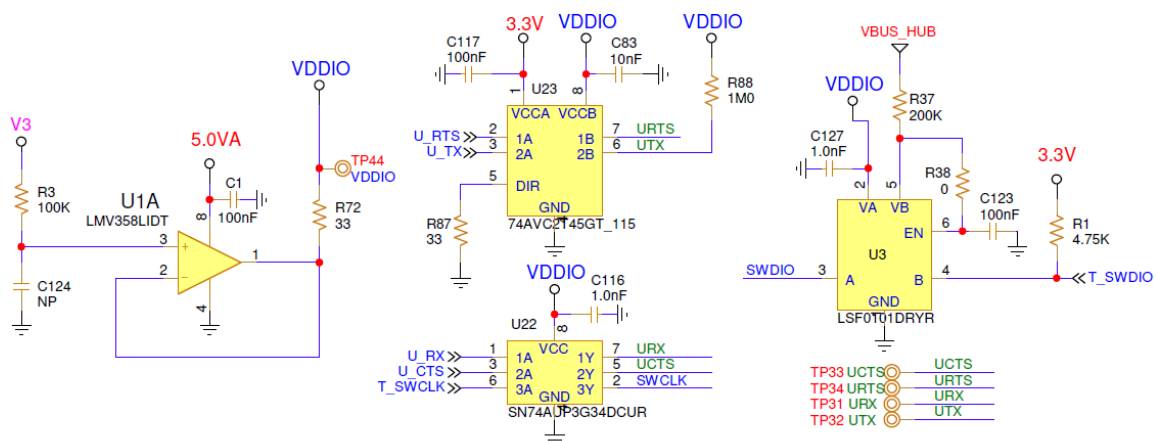 V3
R3
100K
C124
NP
U1A
LMV358LIDT
5.0VA
8
C1
100nF
3
+
2
−
1
4
VDDIO
TP44
VDDIO
R72
33
3.3V
VDDIO
VDDIO
C117
100nF
C83
10nF
U23
1
8
VCCA VCCB
U_RTS 2 1A 1B 7 URTS
U_TX 3 2A 2B 6 UTX
5 DIR
GND
4
74AVC2T45GT_115
R87
33
R88
1M0
VDDIO
C116
1.0nF
U22
8
VCC
U_RX 1 1A 1Y 7 URX
U_CTS 3 2A 2Y 5 UCTS
T_SWCLK 6 3A 3Y 2 SWCLK
GND
4
SN74AUP3G34DCUR
VBUS_HUB
VDDIO
R37
200K
C127
1.0nF
R38
0
3.3V
C123
100nF
R1
4.75K
2
5
VA VB
EN 6
U3
SWDIO 3 A B 4 T_SWDIO
GND
1
LSF0101DRYR
TP33 UCTS UCTS
TP34 URTS URTS
TP31 URX URX
TP32 UTX UTX